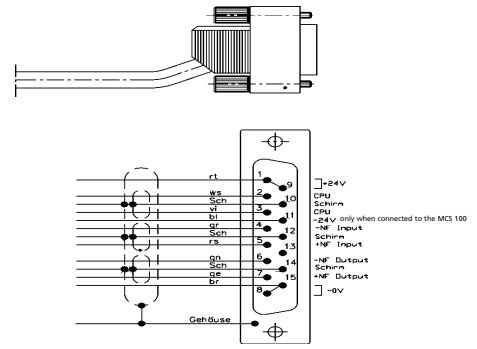 rt
1
9
+24V
ws
2
10
CPU
Sch
Schirm
vi
3
11
CPU
bl
-24V only when connected to the MCS 100
gr
4
12
-NF Input
Sch
Schirm
rs
5
13
+NF Input
gn
6
14
-NF Output
Sch
Schirm
ge
7
15
+NF Output
br
8
-0V
Gehäuse